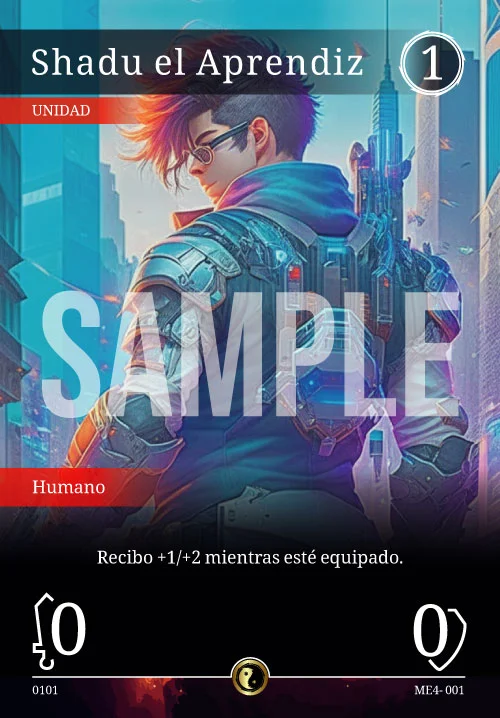 Shadu el Aprendiz
1
UNIDAD
SAMPLE
Humano
Recibo +1/+2 mientras esté equipado.
0
0
0101
ME4- 001